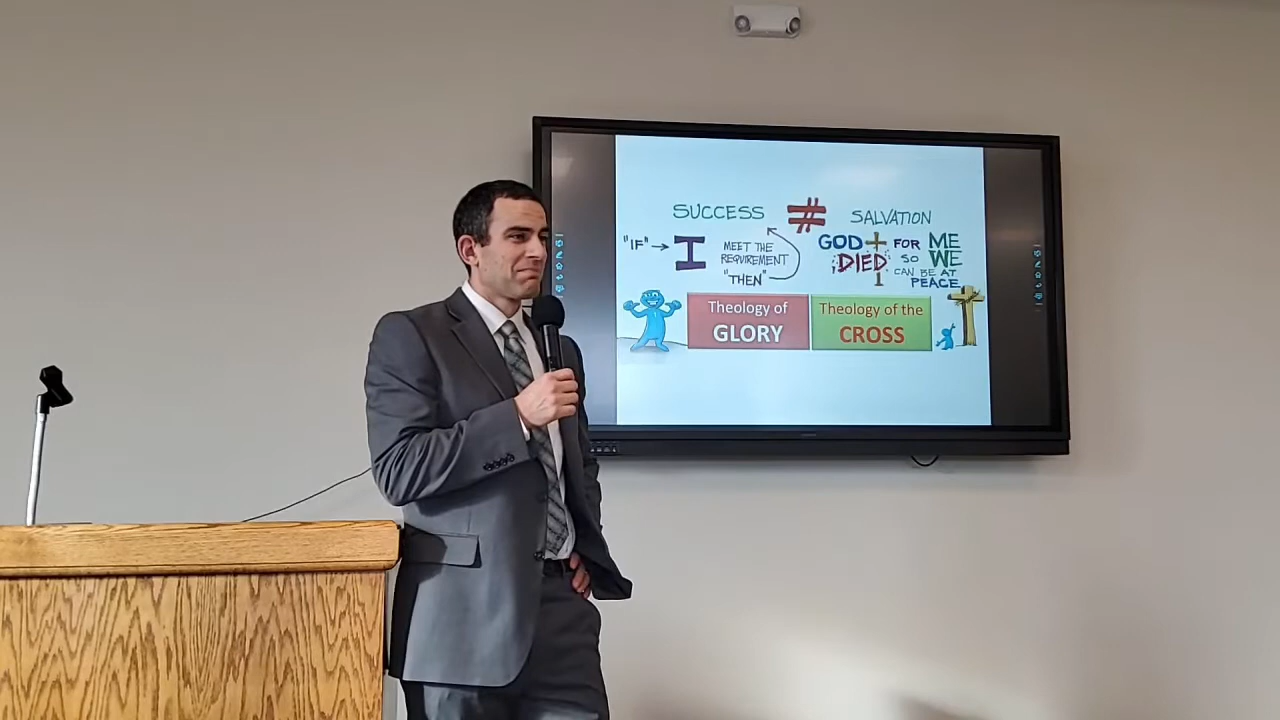 SUCCESS ≠ SALVATION
"IF" → I MEET THE REQUIREMENT "THEN"
GOD DIED FOR ME SO WE CAN BE AT PEACE
Theology of
GLORY
Theology of the
CROSS